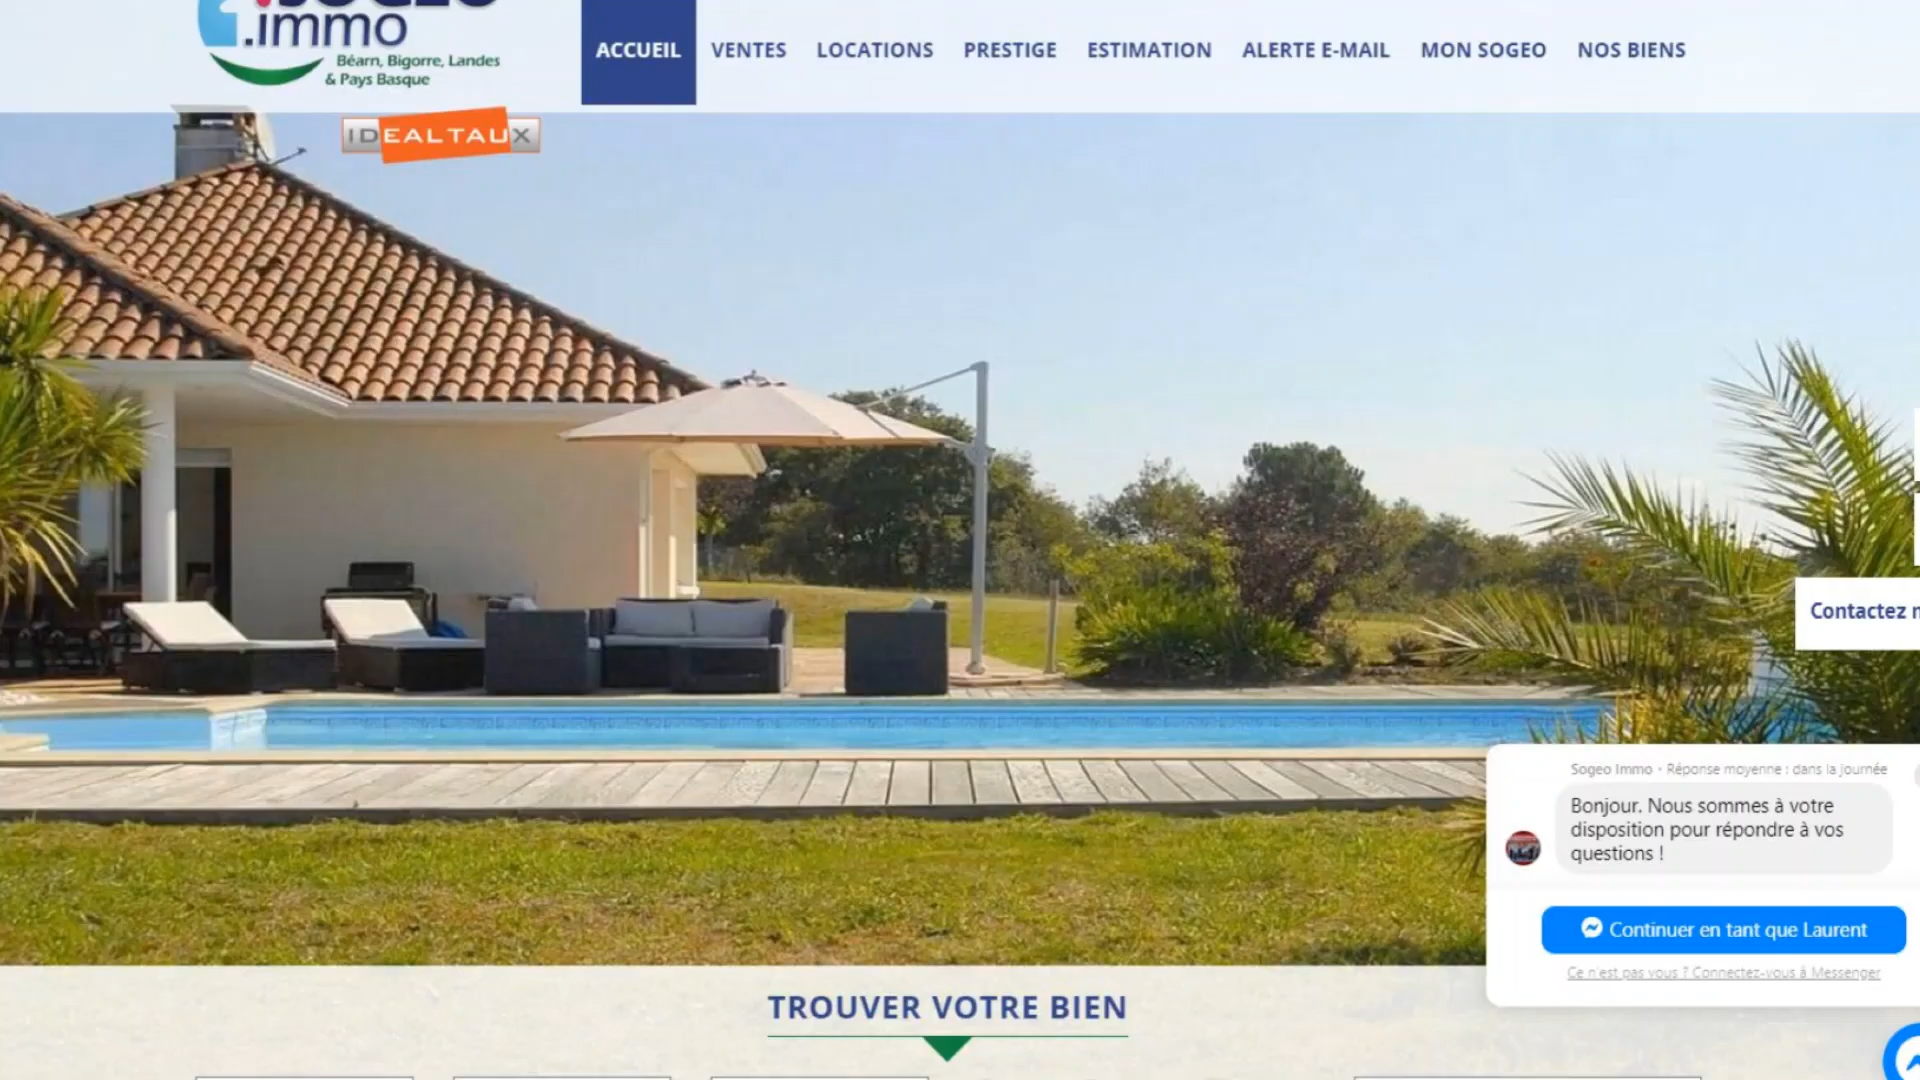 .immo
Béarn, Bigorre, Landes
& Pays Basque
ACCUEIL VENTES LOCATIONS PRESTIGE ESTIMATION ALERTE E-MAIL MON SOGEO NOS BIENS
IDEALTAUX
Contactez
Sogeo Immo • Réponse moyenne : dans la journée
Bonjour. Nous sommes à votre
disposition pour répondre à vos
questions !
Continuer en tant que Laurent
Ce n'est pas vous ? Connectez-vous à Messenger
TROUVER VOTRE BIEN